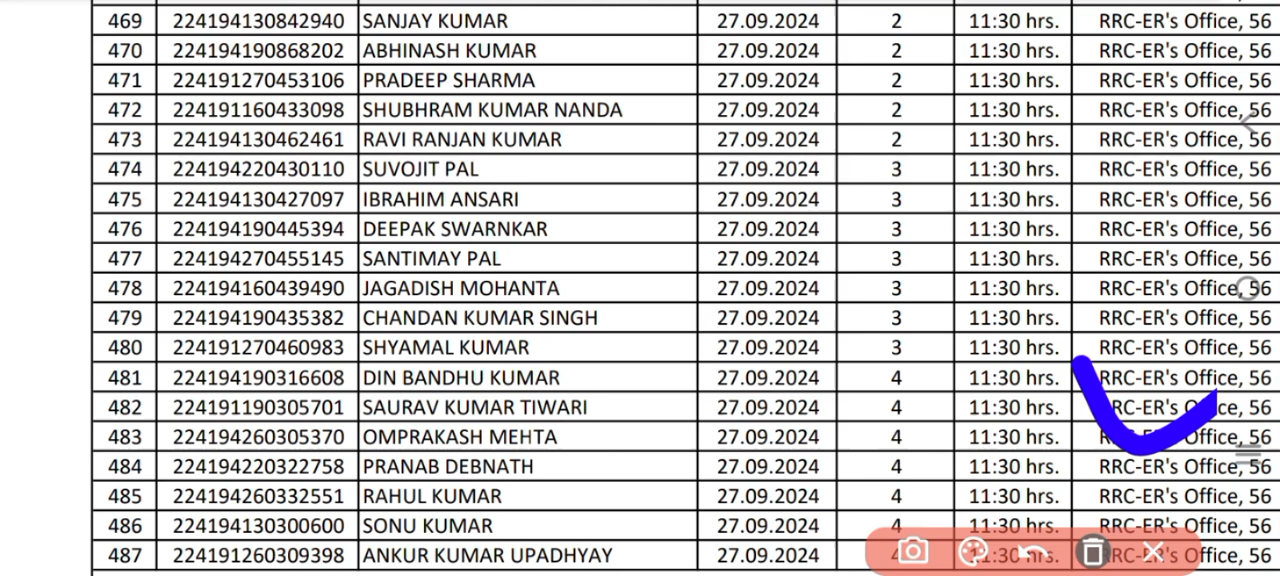 469 224194130842940 SANJAY KUMAR 27.09.2024 2 11:30 hrs. RRC-ER's Office, 56
470 224194190868202 ABHINASH KUMAR 27.09.2024 2 11:30 hrs. RRC-ER's Office, 56
471 224191270453106 PRADEEP SHARMA 27.09.2024 2 11:30 hrs. RRC-ER's Office, 56
472 224191160433098 SHUBHRAM KUMAR NANDA 27.09.2024 2 11:30 hrs. RRC-ER's Office, 56
473 224194130462461 RAVI RANJAN KUMAR 27.09.2024 2 11:30 hrs. RRC-ER's Office, 56
474 224194220430110 SUVOJIT PAL 27.09.2024 3 11:30 hrs. RRC-ER's Office, 56
475 224194130427097 IBRAHIM ANSARI 27.09.2024 3 11:30 hrs. RRC-ER's Office, 56
476 224194190445394 DEEPAK SWARNKAR 27.09.2024 3 11:30 hrs. RRC-ER's Office, 56
477 224194270455145 SANTIMAY PAL 27.09.2024 3 11:30 hrs. RRC-ER's Office, 56
478 224194160439490 JAGADISH MOHANTA 27.09.2024 3 11:30 hrs. RRC-ER's Office, 56
479 224194190435382 CHANDAN KUMAR SINGH 27.09.2024 3 11:30 hrs. RRC-ER's Office, 56
480 224191270460983 SHYAMAL KUMAR 27.09.2024 3 11:30 hrs. RRC-ER's Office, 56
481 224194190316608 DIN BANDHU KUMAR 27.09.2024 4 11:30 hrs. RRC-ER's Office, 56
482 224191190305701 SAURAV KUMAR TIWARI 27.09.2024 4 11:30 hrs. RRC-ER's Office, 56
483 224194260305370 OMPRAKASH MEHTA 27.09.2024 4 11:30 hrs. RRC-ER's Office, 56
484 224194220322758 PRANAB DEBNATH 27.09.2024 4 11:30 hrs. RRC-ER's Office, 56
485 224194260332551 RAHUL KUMAR 27.09.2024 4 11:30 hrs. RRC-ER's Office, 56
486 224194130300600 SONU KUMAR 27.09.2024 4 11:30 hrs. RRC-ER's Office, 56
487 224191260309398 ANKUR KUMAR UPADHYAY 27.09.2024 4 11:30 hrs. RRC-ER's Office, 56